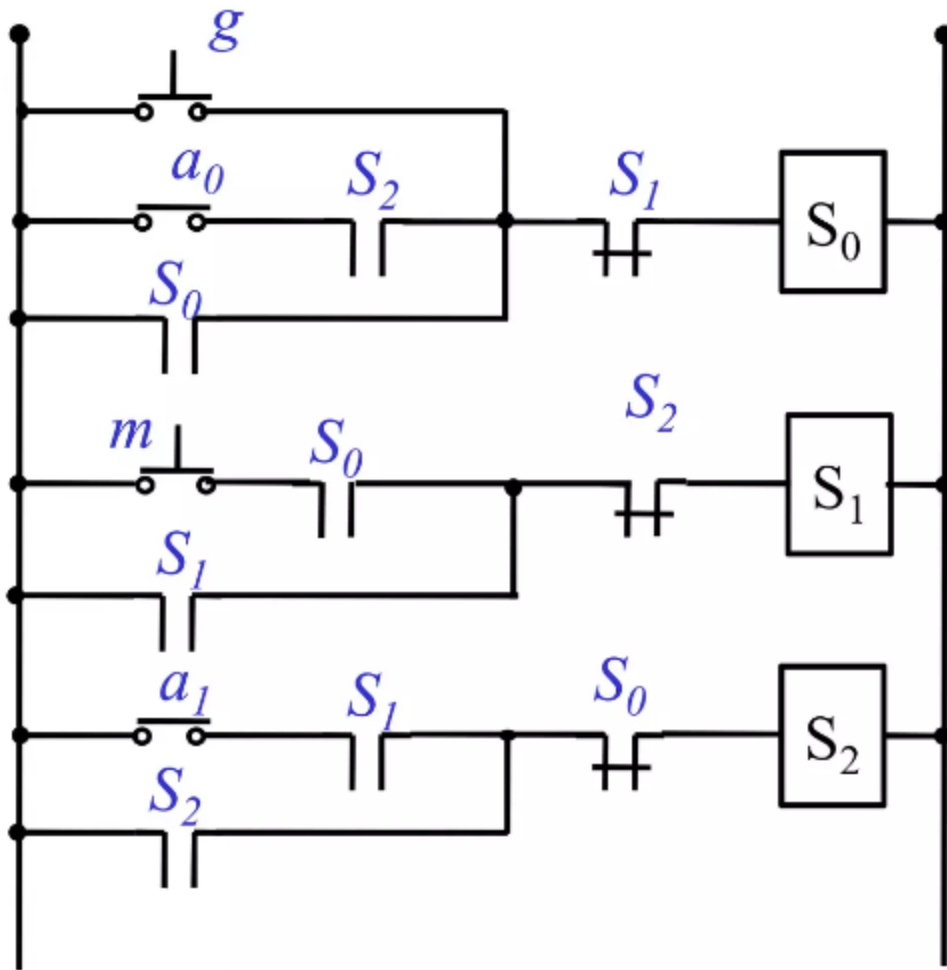 g
a₀ S₂ S₁ S₀
S₀
m S₀ S₂ S₁
S₁
a₁ S₁ S₀ S₂
S₂